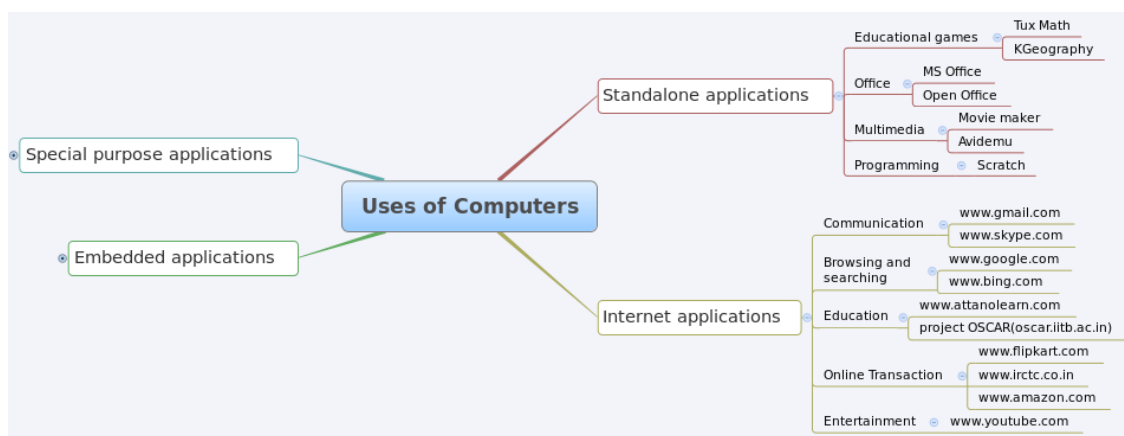 Uses of Computers
Special purpose applications
Embedded applications
Standalone applications
Educational games
Tux Math
KGeography
Office
MS Office
Open Office
Multimedia
Movie maker
Avidemu
Programming
Scratch
Internet applications
Communication
www.gmail.com
www.skype.com
Browsing and
searching
www.google.com
www.bing.com
Education
www.attanolearn.com
project OSCAR(oscar.iitb.ac.in)
Online Transaction
www.flipkart.com
www.irctc.co.in
www.amazon.com
Entertainment
www.youtube.com